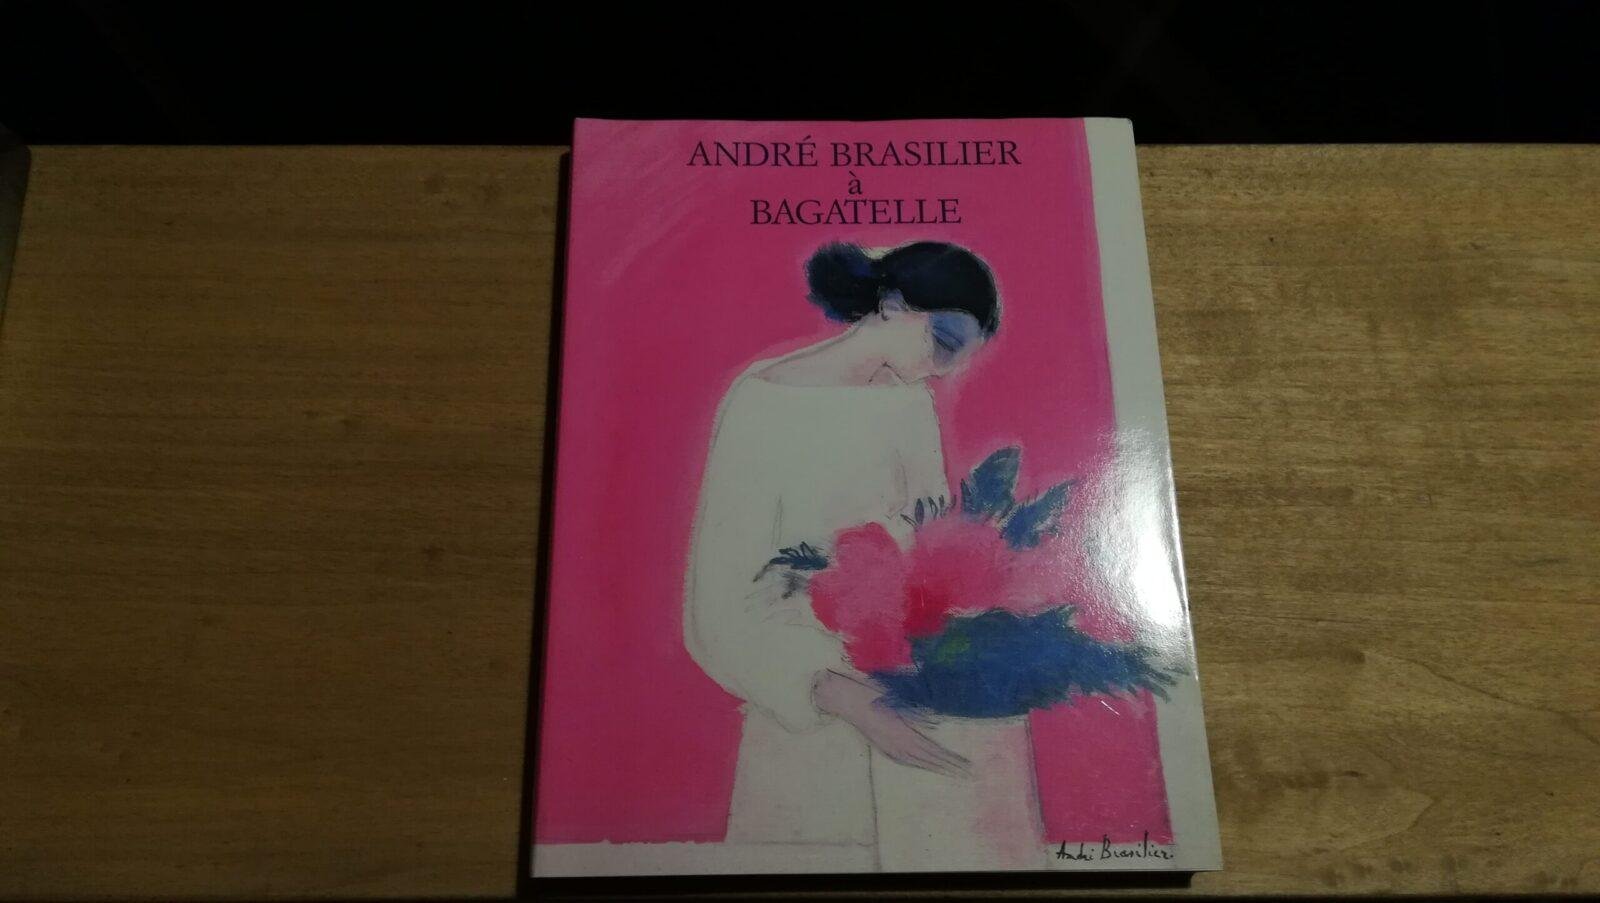 ANDRÉ BRASILIER
à
BAGATELLE
André Brasilier.